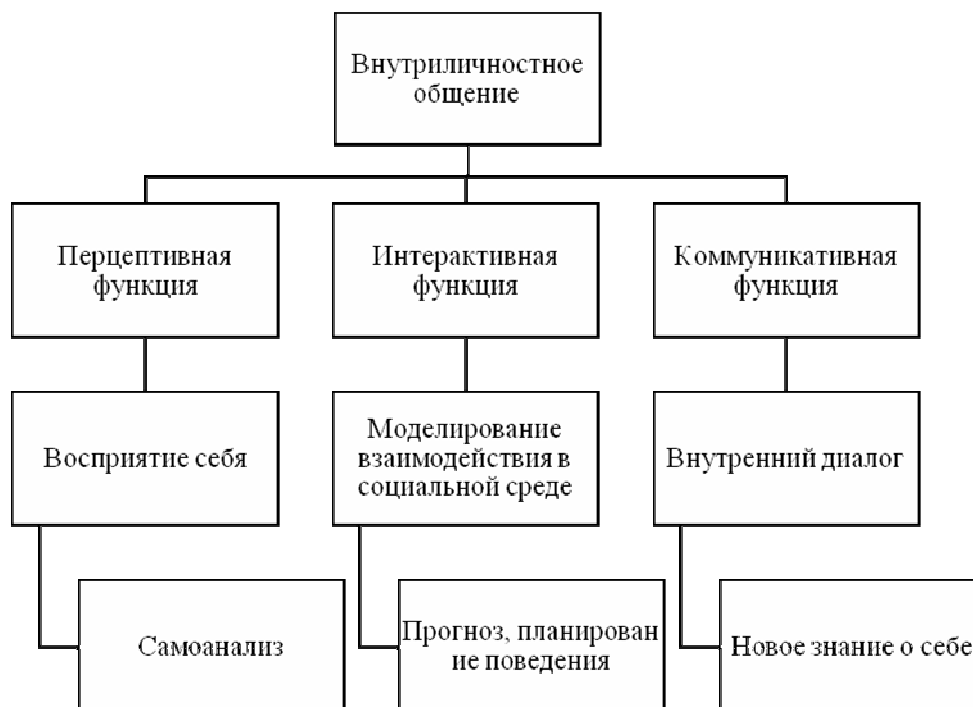 Внутриличностное
общение
Перцептивная
функция
Интерактивная
функция
Коммуникативная
функция
Восприятие себя
Моделирование
взаимодействия в
социальной среде
Внутренний диалог
Самоанализ
Прогноз, планирован
ие поведения
Новое знание о себе